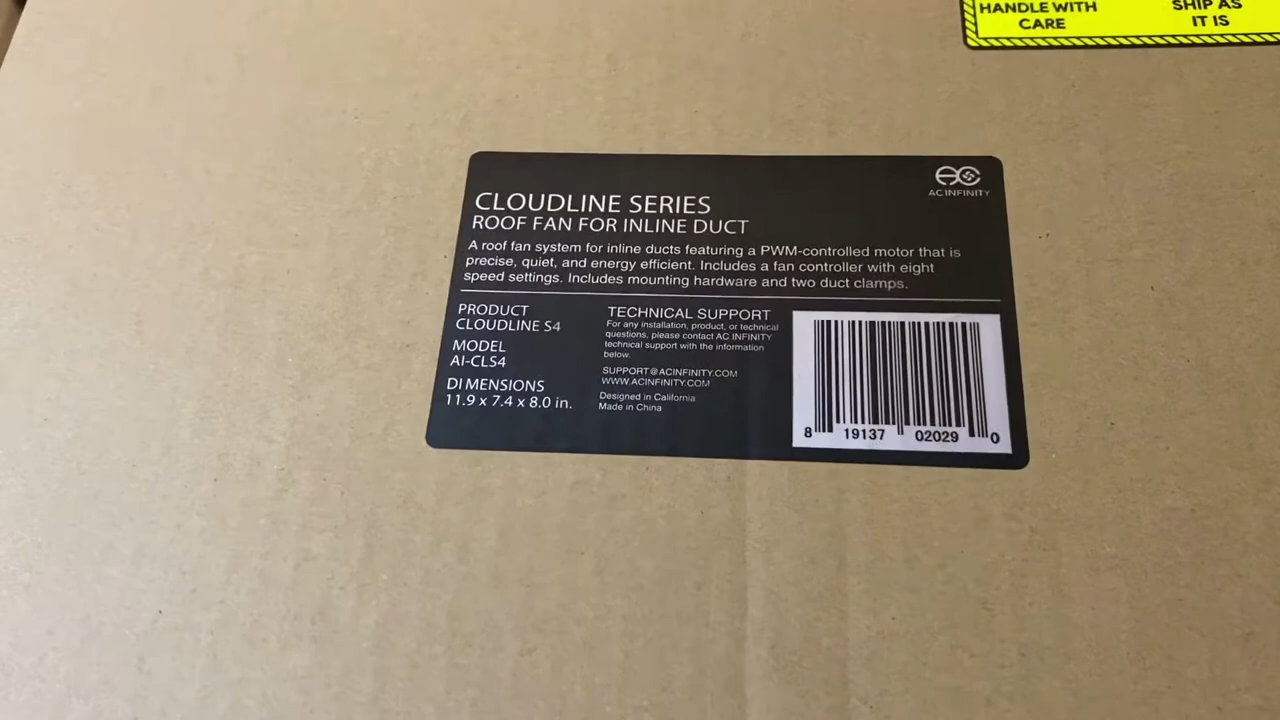 HANDLE WITH
CARE
SHIP AS
IT IS
AC INFINITY
CLOUDLINE SERIES
ROOF FAN FOR INLINE DUCT
A roof fan system for inline ducts featuring a PWM-controlled motor that is
precise, quiet, and energy efficient. Includes a fan controller with eight
speed settings. Includes mounting hardware and two duct clamps.
PRODUCT
CLOUDLINE S4
MODEL
AI-CLS4
DIMENSIONS
11.9 x 7.4 x 8.0 in.
TECHNICAL SUPPORT
For any installation, product, or technical
questions, please contact AC INFINITY
technical support with the information
below.
SUPPORT@ACINFINITY.COM
WWW.ACINFINITY.COM
Designed in California
Made in China
8 19137 02029 0